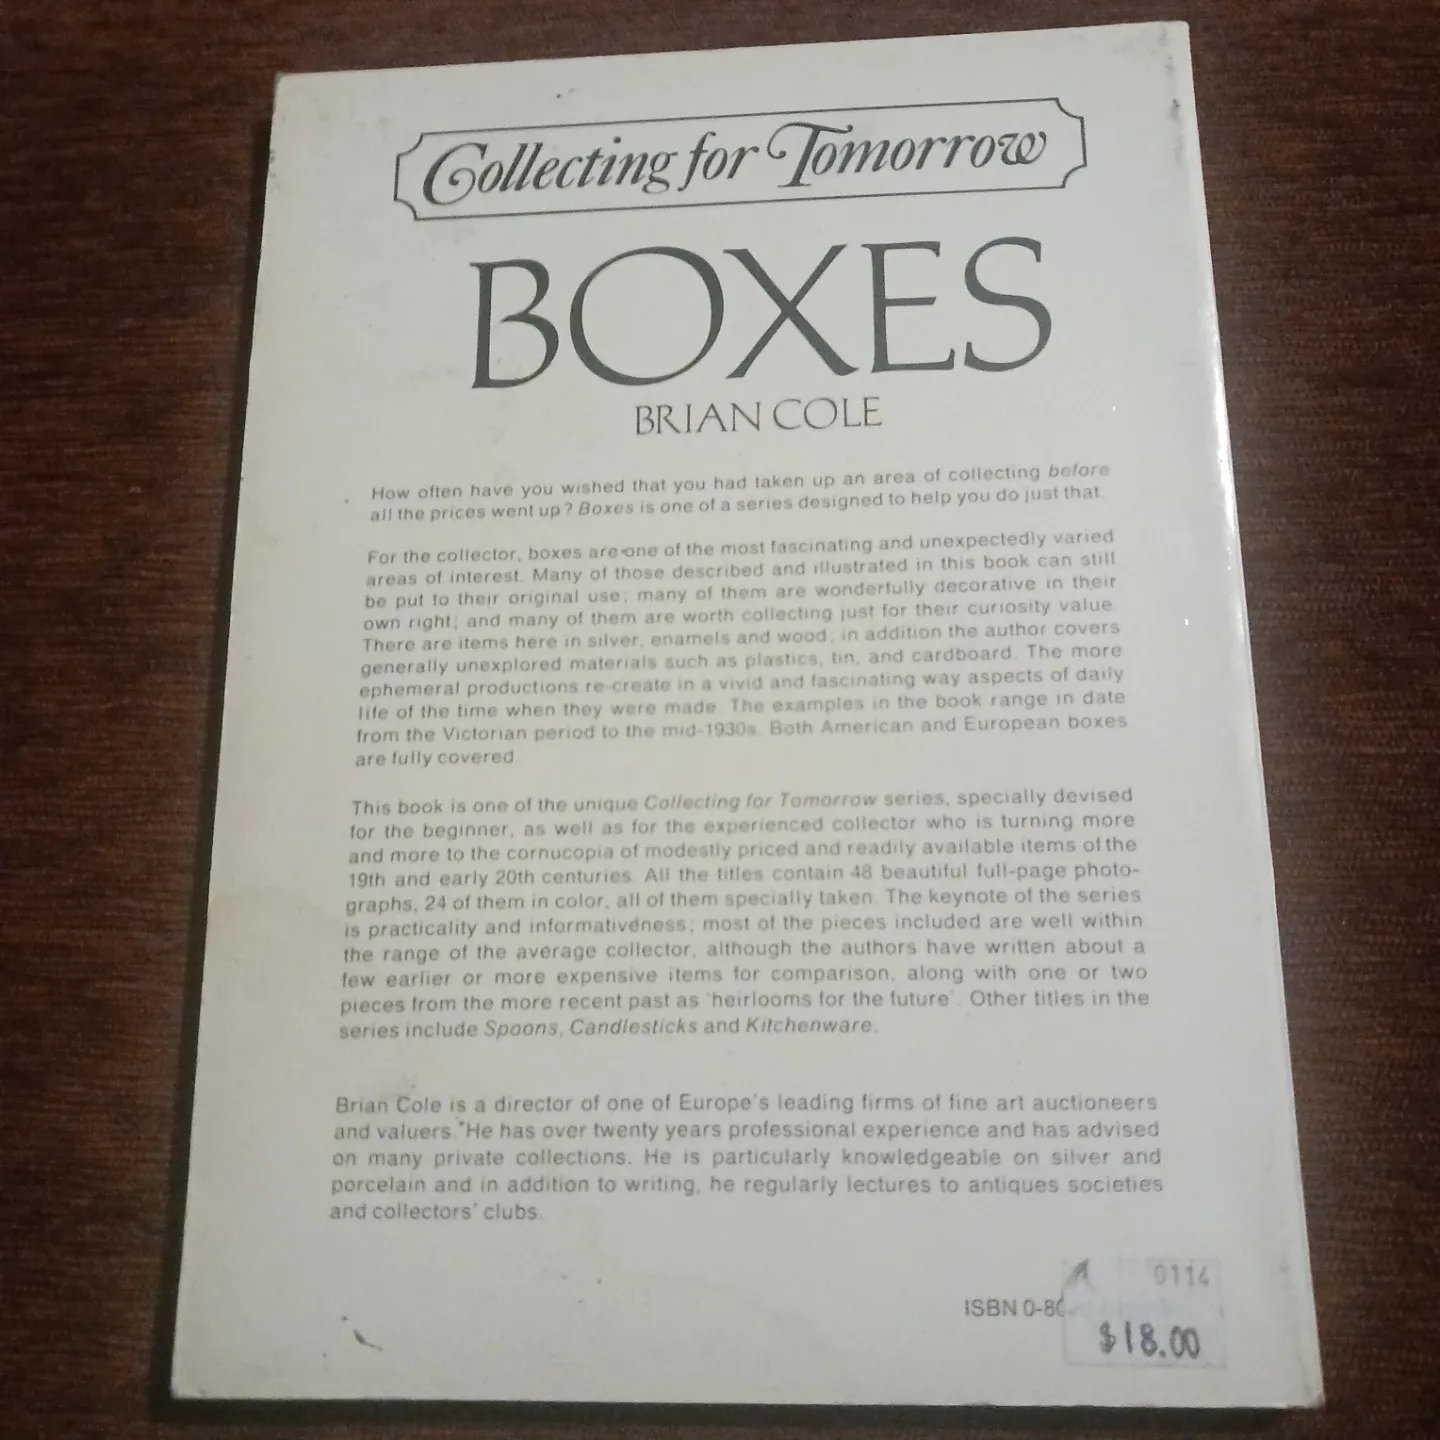 Collecting for Tomorrow
BOXES
BRIAN COLE
How often have you wished that you had taken up an area of collecting before
all the prices went up? Boxes is one of a series designed to help you do just that.
For the collector, boxes are one of the most fascinating and unexpectedly varied
areas of interest. Many of those described and illustrated in this book can still
be put to their original use; many of them are wonderfully decorative in their
own right; and many of them are worth collecting just for their curiosity value.
There are items here in silver, enamels and wood; in addition the author covers
generally unexplored materials such as plastics, tin, and cardboard. The more
ephemeral productions re-create in a vivid and fascinating way aspects of daily
life of the time when they were made. The examples in the book range in date
from the Victorian period to the mid-1930s. Both American and European boxes
are fully covered.
This book is one of the unique Collecting for Tomorrow series, specially devised
for the beginner, as well as for the experienced collector who is turning more
and more to the cornucopia of modestly priced and readily available items of the
19th and early 20th centuries. All the titles contain 48 beautiful full-page photo-
graphs, 24 of them in color, all of them specially taken. The keynote of the series
is practicality and informativeness; most of the pieces included are well within
the range of the average collector, although the authors have written about a
few earlier or more expensive items for comparison, along with one or two
pieces from the more recent past as 'heirlooms for the future'. Other titles in the
series include Spoons, Candlesticks and Kitchenware.
Brian Cole is a director of one of Europe's leading firms of fine art auctioneers
and valuers. He has over twenty years professional experience and has advised
on many private collections. He is particularly knowledgeable on silver and
porcelain and in addition to writing, he regularly lectures to antiques societies
and collectors' clubs.
0114
ISBN 0-80
$18.00